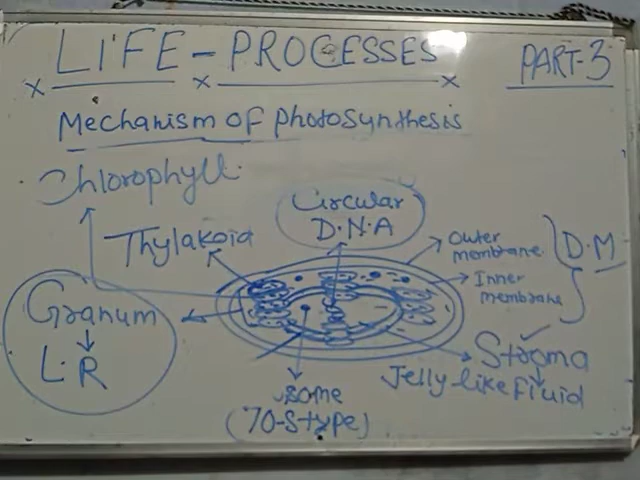 LIFE - PROCESSES
PART-3
Mechanism of Photosynthesis
Chlorophyll
Circular
D.N.A
Thylakoid
Outer
membrane
D.M
Inner
membrane
Granum
L.R
Stroma
Jelly-like fluid
some
(70-S type)